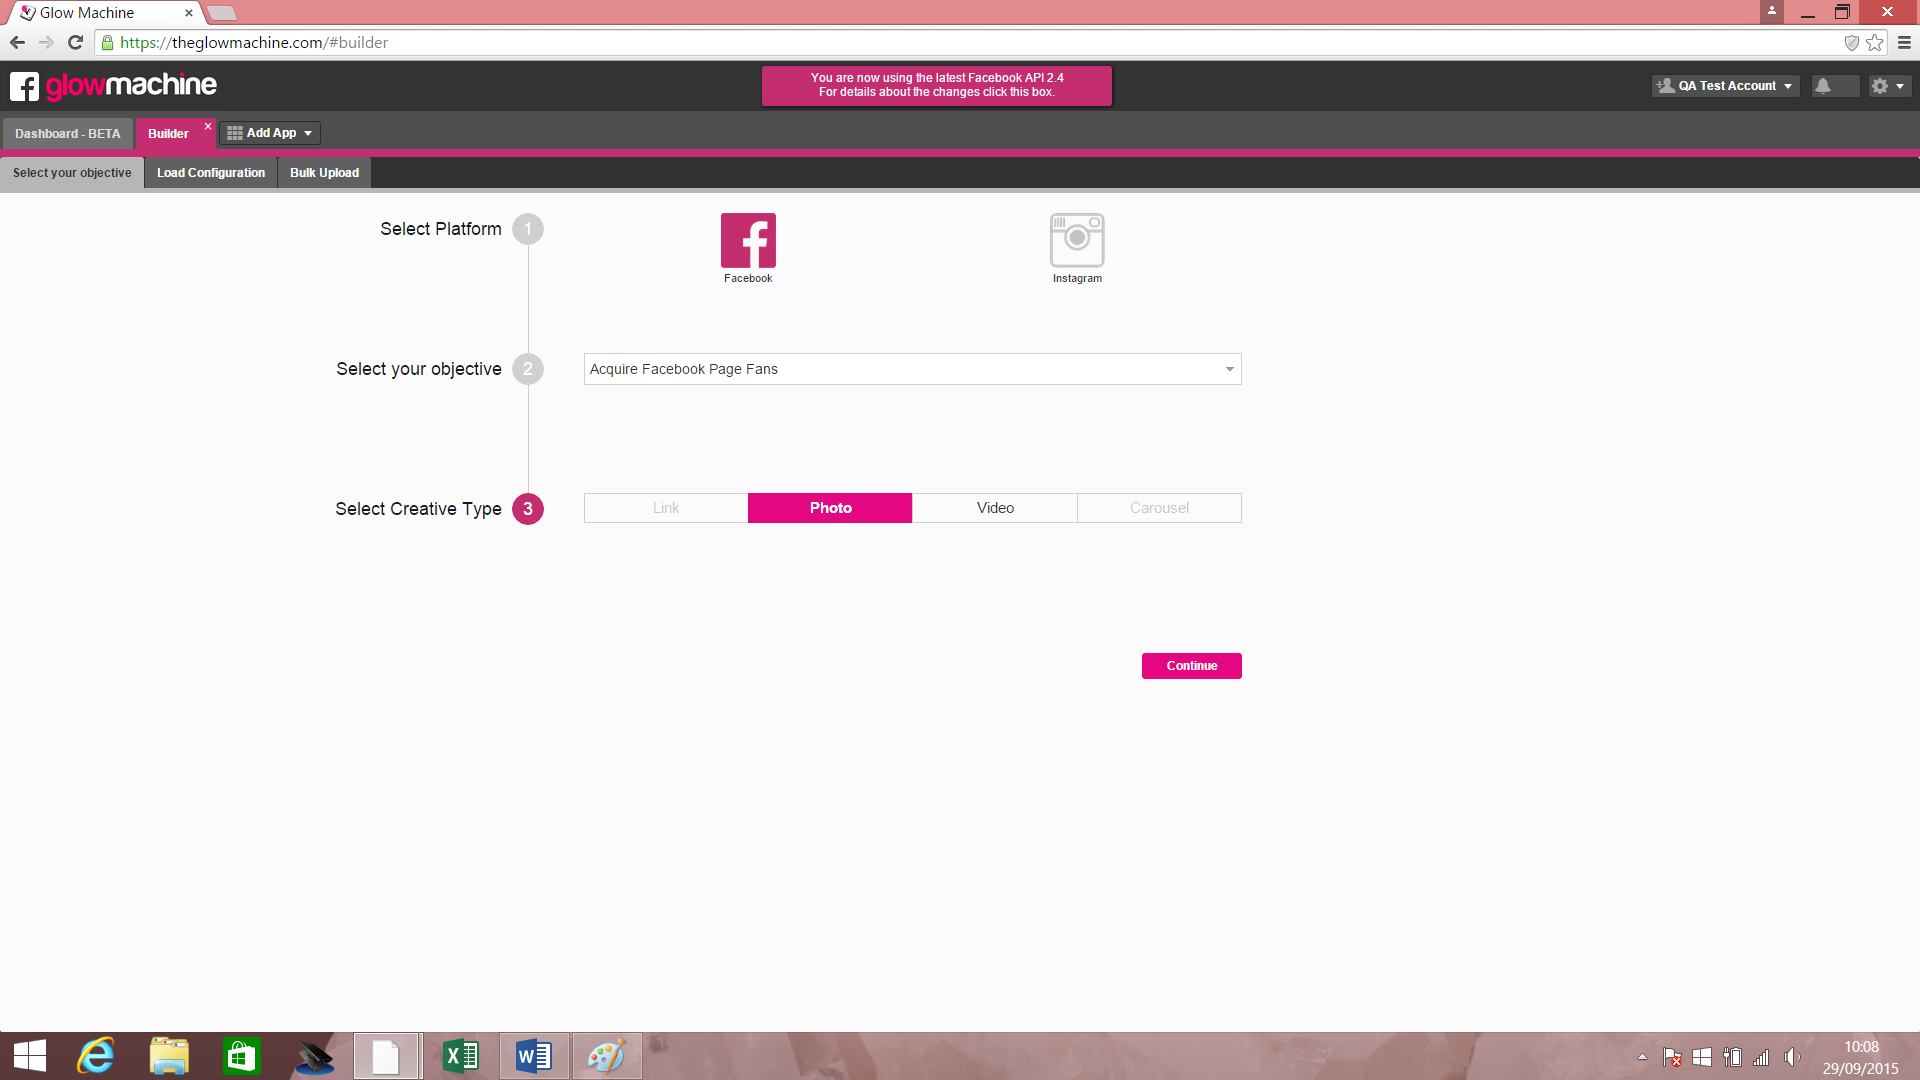 Glow Machine
https://theglowmachine.com/#builder
glowmachine
You are now using the latest Facebook API 2.4
For details about the changes click this box.
QA Test Account
Dashboard - BETA
Builder
Add App
Select your objective
Load Configuration
Bulk Upload
Select Platform
1
Facebook
Instagram
Select your objective
2
Acquire Facebook Page Fans
Select Creative Type
3
Link
Photo
Video
Carousel
Continue
10:08
29/09/2015